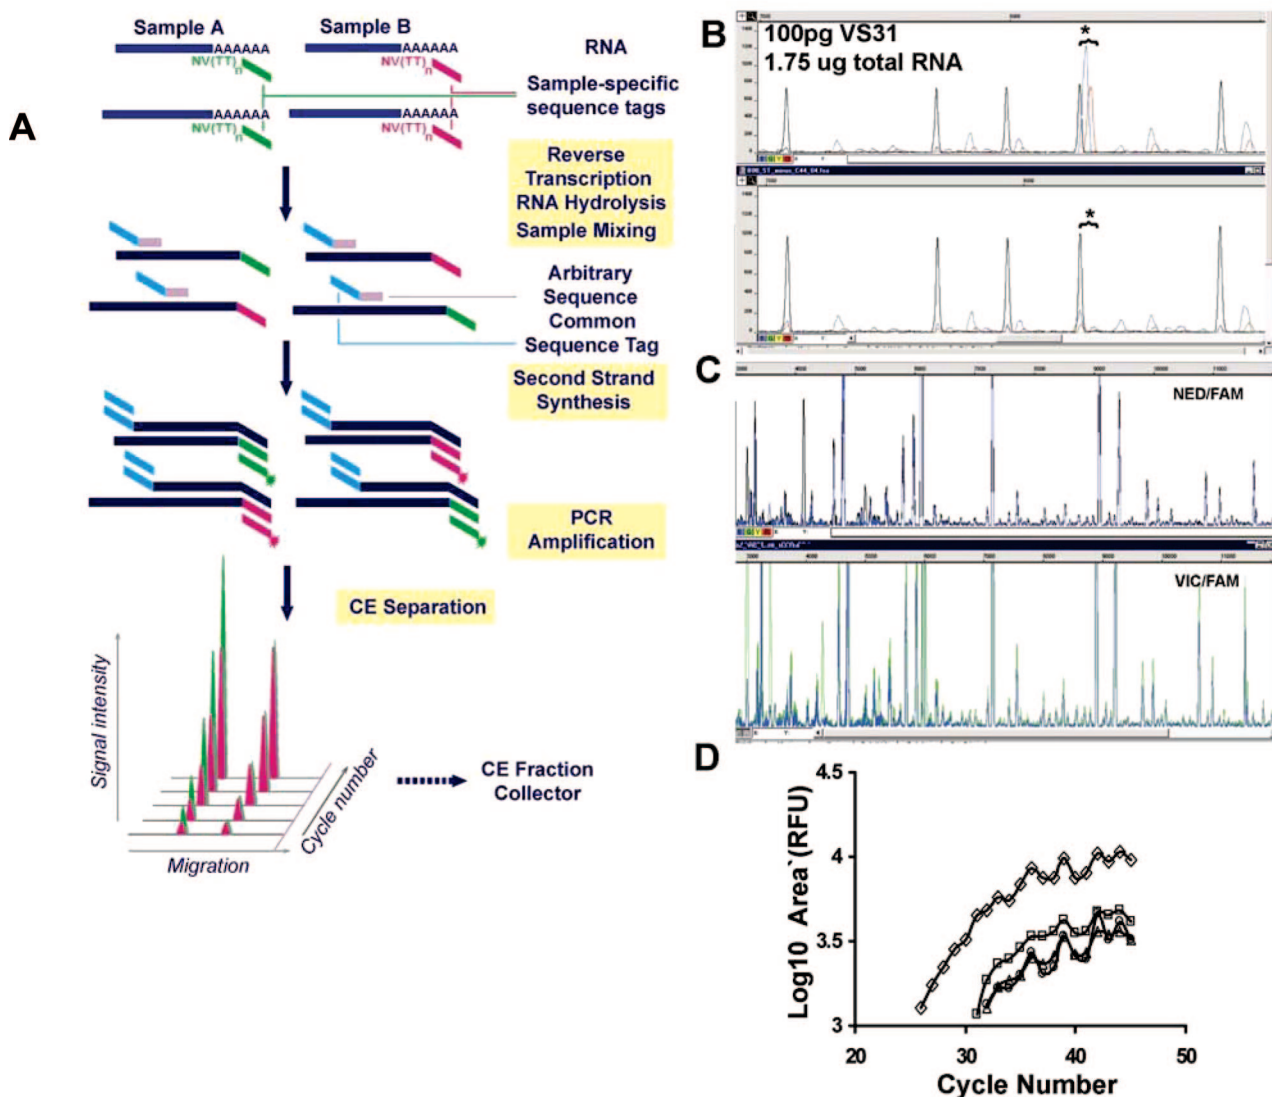 A
Sample A
Sample B
AAAAAA
AAAAAA
NV(TT)n
NV(TT)n
RNA
Sample-specific
sequence tags
AAAAAA
AAAAAA
NV(TT)n
NV(TT)n
Reverse
Transcription
RNA Hydrolysis
Sample Mixing
Arbitrary
Sequence
Common
Sequence Tag
Second Strand
Synthesis
PCR
Amplification
CE Separation
Signal intensity
Migration
Cycle number
CE Fraction
Collector
B
100pg VS31
1.75 ug total RNA
*
*
C
NED/FAM
VIC/FAM
D
Log10 Area`(RFU)
4.5
4
3.5
3
20
30
40
50
Cycle Number